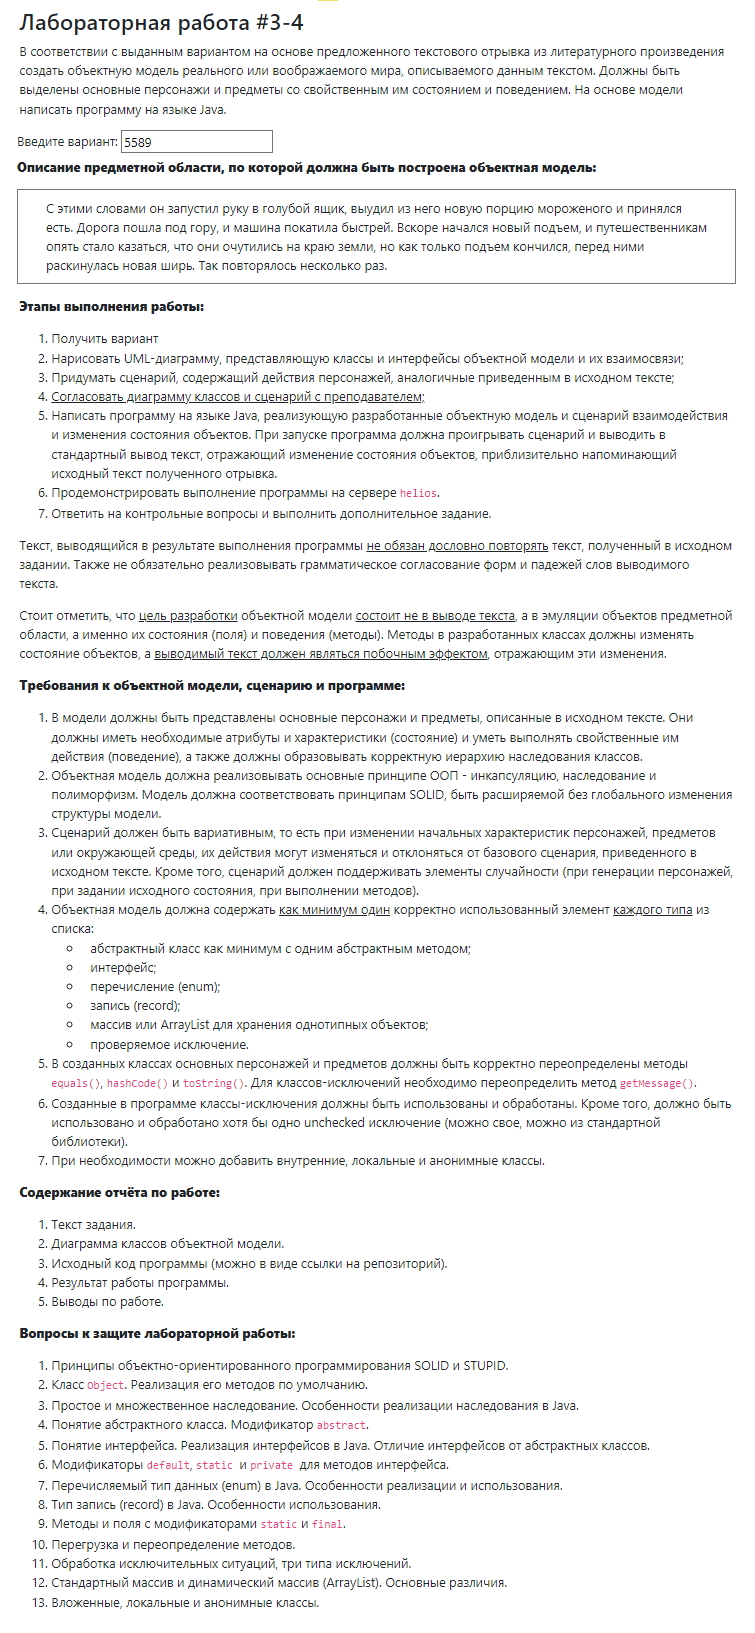 Лабораторная работа #3-4
В соответствии с выданным вариантом на основе предложенного текстового отрывка из литературного произведения
создать объектную модель реального или воображаемого мира, описываемого данным текстом. Должны быть
выделены основные персонажи и предметы со свойственным им состоянием и поведением. На основе модели
написать программу на языке Java.
Введите вариант: 5589
Описание предметной области, по которой должна быть построена объектная модель:
С этими словами он запустил руку в голубой ящик, выудил из него новую порцию мороженого и принялся
есть. Дорога пошла под гору, и машина покатила быстрей. Вскоре начался новый подъем, и путешественникам
опять стало казаться, что они очутились на краю земли, но как только подъем кончился, перед ними
раскинулась новая ширь. Так повторялось несколько раз.
Этапы выполнения работы:
1. Получить вариант
2. Нарисовать UML-диаграмму, представляющую классы и интерфейсы объектной модели и их взаимосвязи;
3. Придумать сценарий, содержащий действия персонажей, аналогичные приведенным в исходном тексте;
4. Согласовать диаграмму классов и сценарий с преподавателем;
5. Написать программу на языке Java, реализующую разработанные объектную модель и сценарий взаимодействия
и изменения состояния объектов. При запуске программа должна проигрывать сценарий и выводить в
стандартный вывод текст, отражающий изменение состояния объектов, приблизительно напоминающий
исходный текст полученного отрывка.
6. Продемонстрировать выполнение программы на сервере helios.
7. Ответить на контрольные вопросы и выполнить дополнительное задание.
Текст, выводящийся в результате выполнения программы не обязан дословно повторять текст, полученный в исходном
задании. Также не обязательно реализовывать грамматическое согласование форм и падежей слов выводимого
текста.
Стоит отметить, что цель разработки объектной модели состоит не в выводе текста, а в эмуляции объектов предметной
области, а именно их состояния (поля) и поведения (методы). Методы в разработанных классах должны изменять
состояние объектов, а выводимый текст должен являться побочным эффектом, отражающим эти изменения.
Требования к объектной модели, сценарию и программе:
1. В модели должны быть представлены основные персонажи и предметы, описанные в исходном тексте. Они
должны иметь необходимые атрибуты и характеристики (состояние) и уметь выполнять свойственные им
действия (поведение), а также должны образовывать корректную иерархию наследования классов.
2. Объектная модель должна реализовывать основные принципе ООП - инкапсуляцию, наследование и
полиморфизм. Модель должна соответствовать принципам SOLID, быть расширяемой без глобального изменения
структуры модели.
3. Сценарий должен быть вариативным, то есть при изменении начальных характеристик персонажей, предметов
или окружающей среды, их действия могут изменяться и отклоняться от базового сценария, приведенного в
исходном тексте. Кроме того, сценарий должен поддерживать элементы случайности (при генерации персонажей,
при задании исходного состояния, при выполнении методов).
4. Объектная модель должна содержать как минимум один корректно использованный элемент каждого типа из
списка:
абстрактный класс как минимум с одним абстрактным методом;
интерфейс;
перечисление (enum);
запись (record);
массив или ArrayList для хранения однотипных объектов;
проверяемое исключение.
5. В созданных классах основных персонажей и предметов должны быть корректно переопределены методы
equals(), hashCode() и toString(). Для классов-исключений необходимо переопределить метод getMessage().
6. Созданные в программе классы-исключения должны быть использованы и обработаны. Кроме того, должно быть
использовано и обработано хотя бы одно unchecked исключение (можно свое, можно из стандартной
библиотеки).
7. При необходимости можно добавить внутренние, локальные и анонимные классы.
Содержание отчёта по работе:
1. Текст задания.
2. Диаграмма классов объектной модели.
3. Исходный код программы (можно в виде ссылки на репозиторий).
4. Результат работы программы.
5. Выводы по работе.
Вопросы к защите лабораторной работы:
1. Принципы объектно-ориентированного программирования SOLID и STUPID.
2. Класс Object. Реализация его методов по умолчанию.
3. Простое и множественное наследование. Особенности реализации наследования в Java.
4. Понятие абстрактного класса. Модификатор abstract.
5. Понятие интерфейса. Реализация интерфейсов в Java. Отличие интерфейсов от абстрактных классов.
6. Модификаторы default, static и private для методов интерфейса.
7. Перечисляемый тип данных (enum) в Java. Особенности реализации и использования.
8. Тип запись (record) в Java. Особенности использования.
9. Методы и поля с модификаторами static и final.
10. Перегрузка и переопределение методов.
11. Обработка исключительных ситуаций, три типа исключений.
12. Стандартный массив и динамический массив (ArrayList). Основные различия.
13. Вложенные, локальные и анонимные классы.